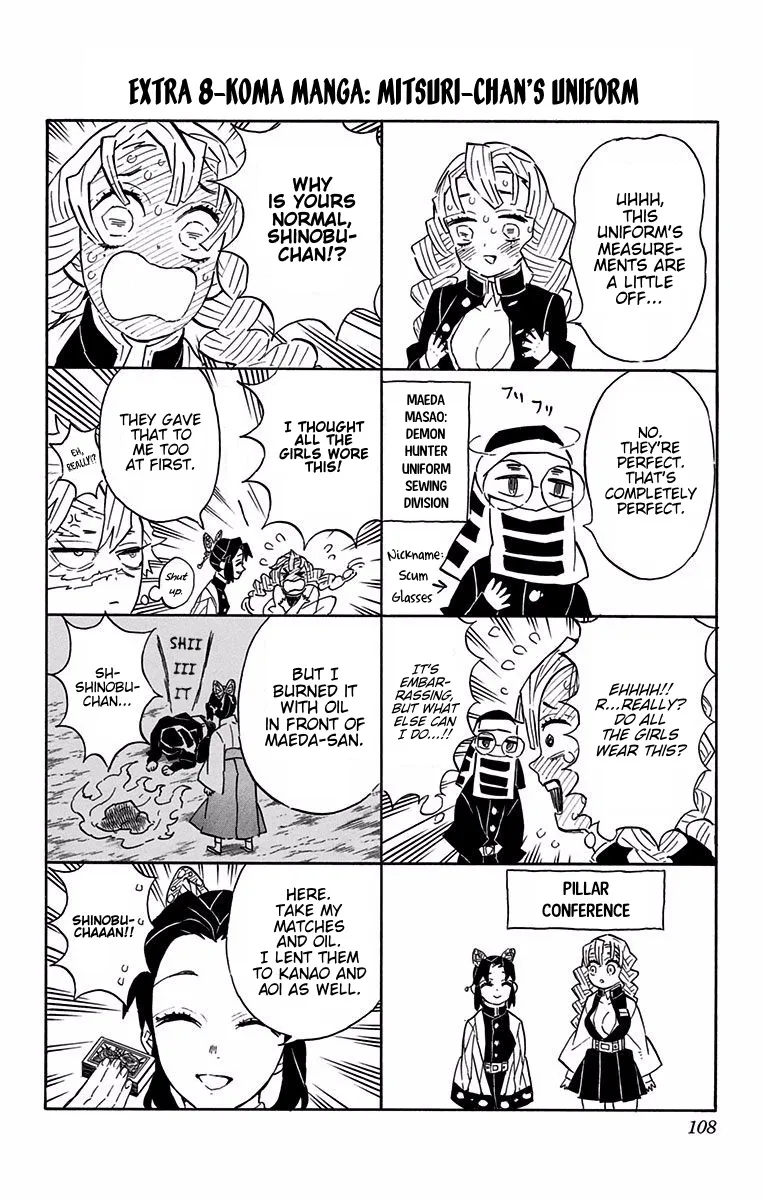 EXTRA 8-KOMA MANGA: MITSURI-CHAN'S UNIFORM
UHHH,
THIS
UNIFORM'S
MEASURE-
MENTS ARE
A LITTLE
OFF...
NO.
THEY'RE
PERFECT.
THAT'S
COMPLETELY
PERFECT.
フリ
フリ
MAEDA
MASAO:
DEMON
HUNTER
UNIFORM
SEWING
DIVISION
Nickname:
Scum
Glasses
EHHHH!!
R...REALLY?
DO ALL
THE GIRLS
WEAR THIS?
IT'S
EMBAR-
RASSING,
BUT WHAT
ELSE CAN
I DO...!!
PILLAR
CONFERENCE
WHY
IS YOURS
NORMAL,
SHINOBU-
CHAN!?
I THOUGHT
ALL THE
GIRLS WORE
THIS!
THEY GAVE
THAT TO
ME TOO
AT FIRST.
EH,
REALLY!?
Shut
up.
BUT I
BURNED IT
WITH OIL
IN FRONT OF
MAEDA-SAN.
SHII
III
IT
SH-
SHINOBU-
CHAN...
HERE.
TAKE MY
MATCHES
AND OIL.
I LENT THEM
TO KANAO AND
AOI AS WELL.
SHINOBU-
CHAAAN!!
108